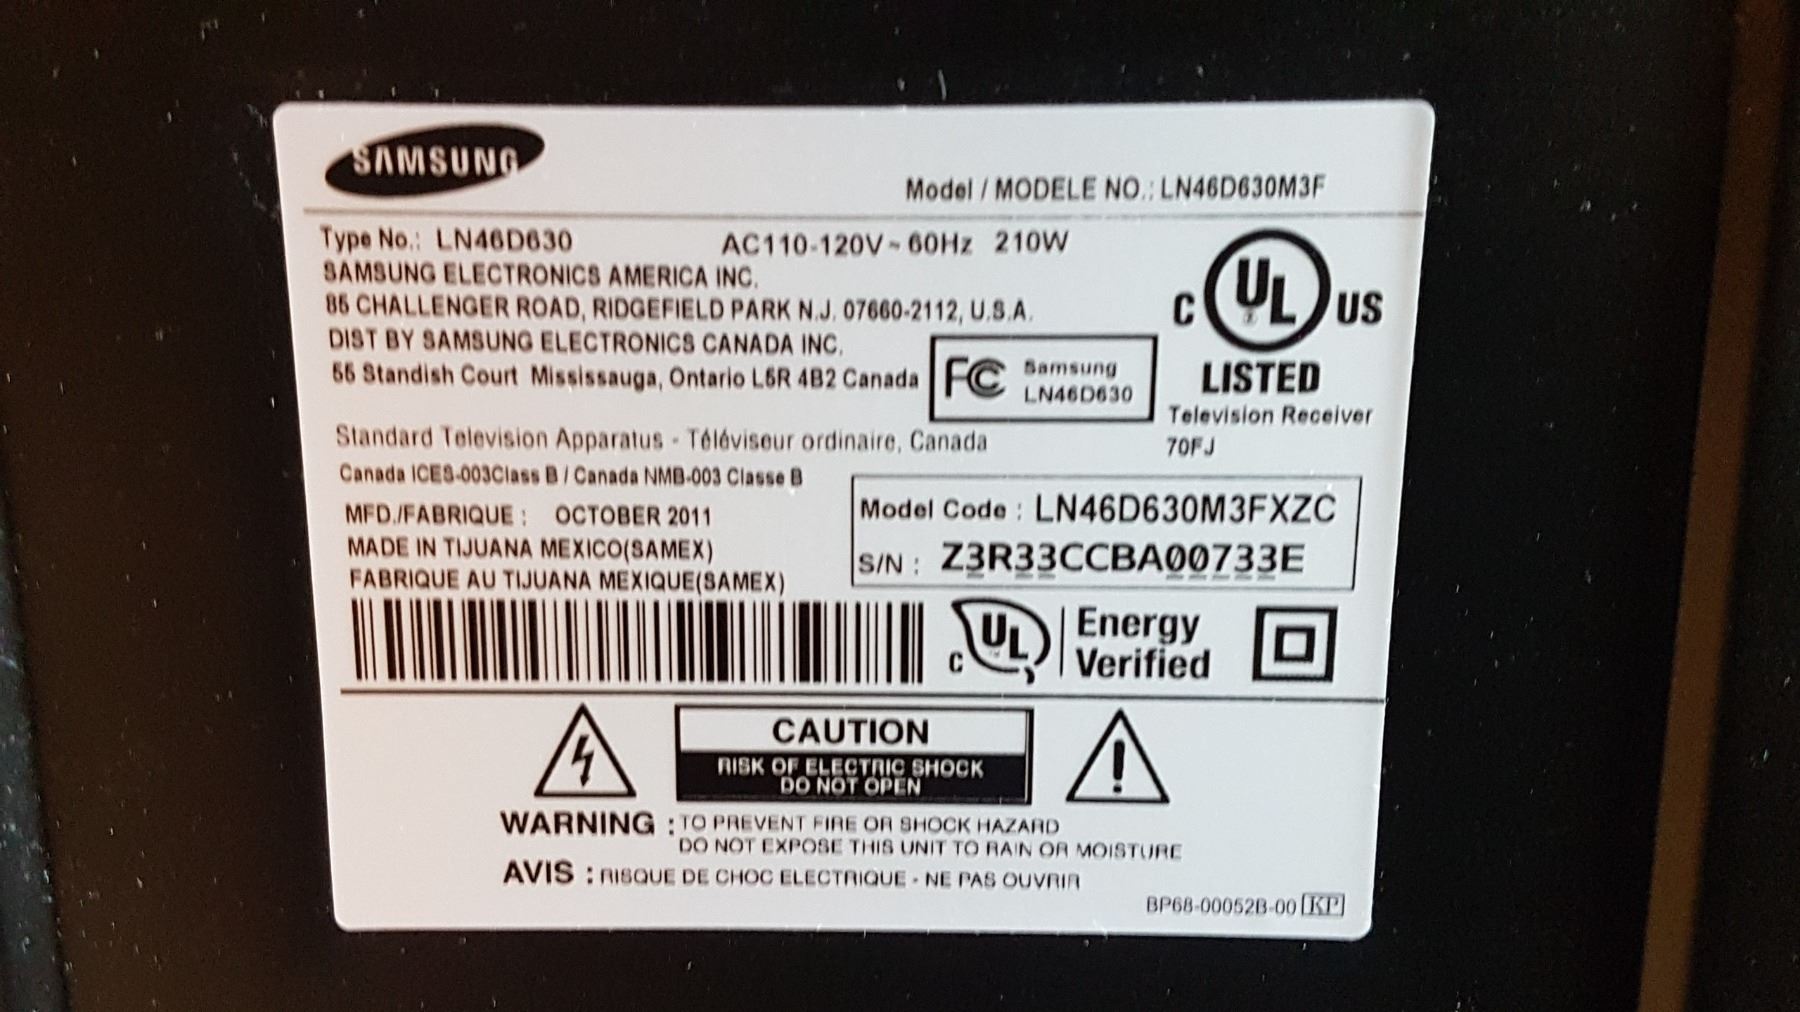 SAMSUNG
Model / MODELE NO.: LN46D630M3F
Type No.: LN46D630 AC110-120V~60Hz 210W
SAMSUNG ELECTRONICS AMERICA INC.
85 CHALLENGER ROAD, RIDGEFIELD PARK N.J. 07660-2112, U.S.A.
DIST BY SAMSUNG ELECTRONICS CANADA INC.
55 Standish Court Mississauga, Ontario L5R 4B2 Canada
FC Samsung
LN46D630
C UL US
LISTED
Television Receiver
70FJ
Standard Television Apparatus - Téléviseur ordinaire, Canada
Canada ICES-003Class B / Canada NMB-003 Classe B
MFD./FABRIQUE : OCTOBER 2011
MADE IN TIJUANA MEXICO(SAMEX)
FABRIQUE AU TIJUANA MEXIQUE(SAMEX)
Model Code : LN46D630M3FXZC
S/N : Z3R33CCBA00733E
C UL Energy
Verified
CAUTION
RISK OF ELECTRIC SHOCK
DO NOT OPEN
WARNING : TO PREVENT FIRE OR SHOCK HAZARD
DO NOT EXPOSE THIS UNIT TO RAIN OR MOISTURE
AVIS : RISQUE DE CHOC ELECTRIQUE - NE PAS OUVRIR
BP68-00052B-00 KP